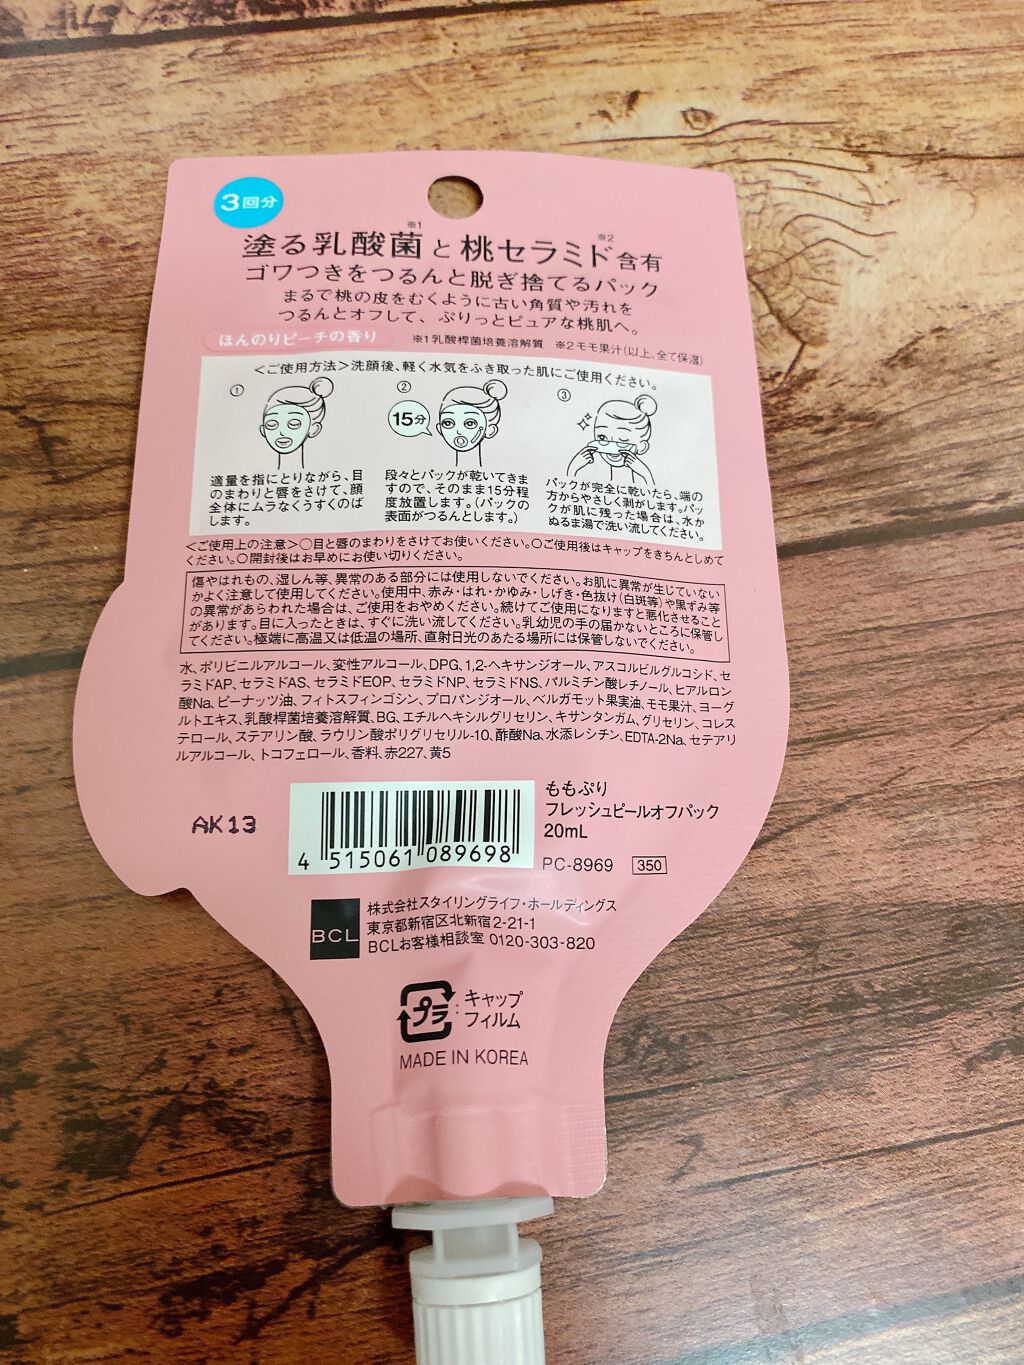 3回分
塗る乳酸菌※1と桃セラミド※2含有
ゴワつきをつるんと脱ぎ捨てるパック
まるで桃の皮をむくように古い角質や汚れを
つるんとオフして、ぷりっとピュアな桃肌へ。
ほんのりピーチの香り
※1乳酸桿菌培養溶解質 ※2モモ果汁(以上、全て保湿)
<ご使用方法>洗顔後、軽く水気をふき取った肌にご使用ください。
①
適量を指にとりながら、目
のまわりと唇をさけて、顔
全体にムラなくうすくのば
します。
②
15分
段々とパックが乾いてきま
すので、そのまま15分程
度放置します。(パックの
表面がつるんとします。)
③
パックが完全に乾いたら、端の
方からやさしく剥がします。パッ
クが肌に残った場合は、水か
ぬるま湯で洗い流してください。
<ご使用上の注意>○目と唇のまわりをさけてお使いください。○ご使用後はキャップをきちんとしめて
ください。○開封後はお早めにお使い切りください。
傷やはれもの、湿しん等、異常のある部分には使用しないでください。お肌に異常が生じていない
かよく注意して使用してください。使用中、赤み・はれ・かゆみ・しげき・色抜け(白斑等)や黒ずみ等
の異常があらわれた場合は、ご使用をおやめください。続けてご使用になりますと悪化させること
があります。目に入ったときは、すぐに洗い流してください。乳幼児の手の届かないところに保管し
てください。極端に高温又は低温の場所、直射日光のあたる場所には保管しないでください。
水、ポリビニルアルコール、変性アルコール、DPG、1,2-ヘキサンジオール、アスコルビルグルコシド、セ
ラミドAP、セラミドAS、セラミドEOP、セラミドNP、セラミドNS、パルミチン酸レチノール、ヒアルロン
酸Na、ピーナッツ油、フィトスフィンゴシン、プロパンジオール、ベルガモット果実油、モモ果汁、ヨーグ
ルトエキス、乳酸桿菌培養溶解質、BG、エチルヘキシルグリセリン、キサンタンガム、グリセリン、コレス
テロール、ステアリン酸、ラウリン酸ポリグリセリル-10、酢酸Na、水添レシチン、EDTA-2Na、セテアリ
ルアルコール、トコフェロール、香料、赤227、黄5
AK13
4 515061 089698
ももぷり
フレッシュピールオフパック
20mL
PC-8969 350
BCL
株式会社スタイリングライフ・ホールディングス
東京都新宿区北新宿2-21-1
BCLお客様相談室 0120-303-820
プラ:キャップ
フィルム
MADE IN KOREA